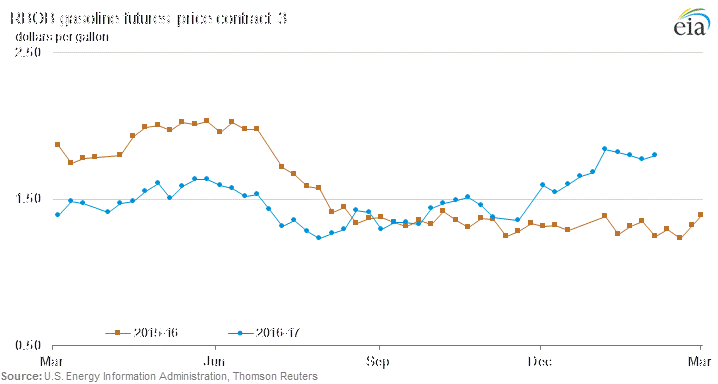 RBOB gasoline futures price contract 3
dollars per gallon
eia
2.50
1.50
0.50
2015-16
2016-17
Mar
Jun
Sep
Dec
Mar
Source: U.S. Energy Information Administration, Thomson Reuters